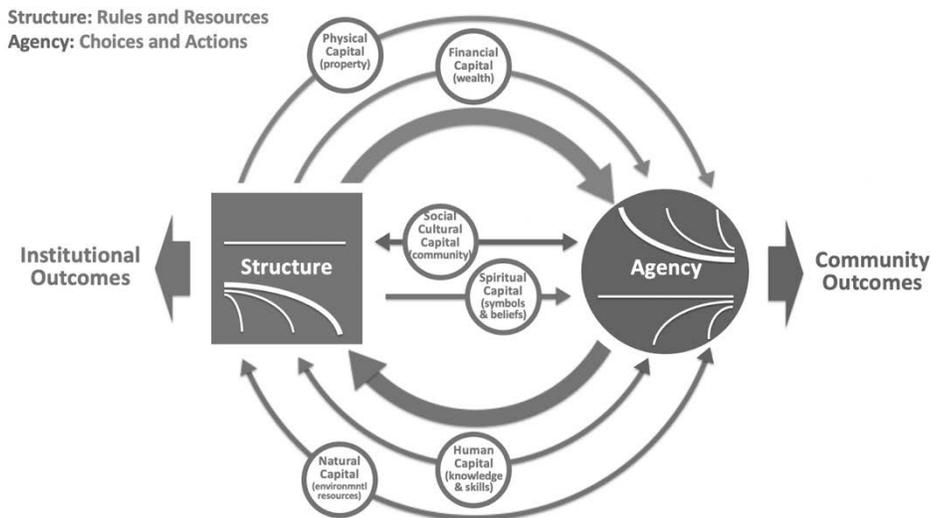 Structure: Rules and Resources
Agency: Choices and Actions
Physical
Capital
(property)
Financial
Capital
(wealth)
Social
Cultural
Capital
(community)
Institutional
Outcomes
Structure
Agency
Community
Outcomes
Spiritual
Capital
(symbols
& beliefs)
Natural
Capital
(environmntl
resources)
Human
Capital
(knowledge
& skills)